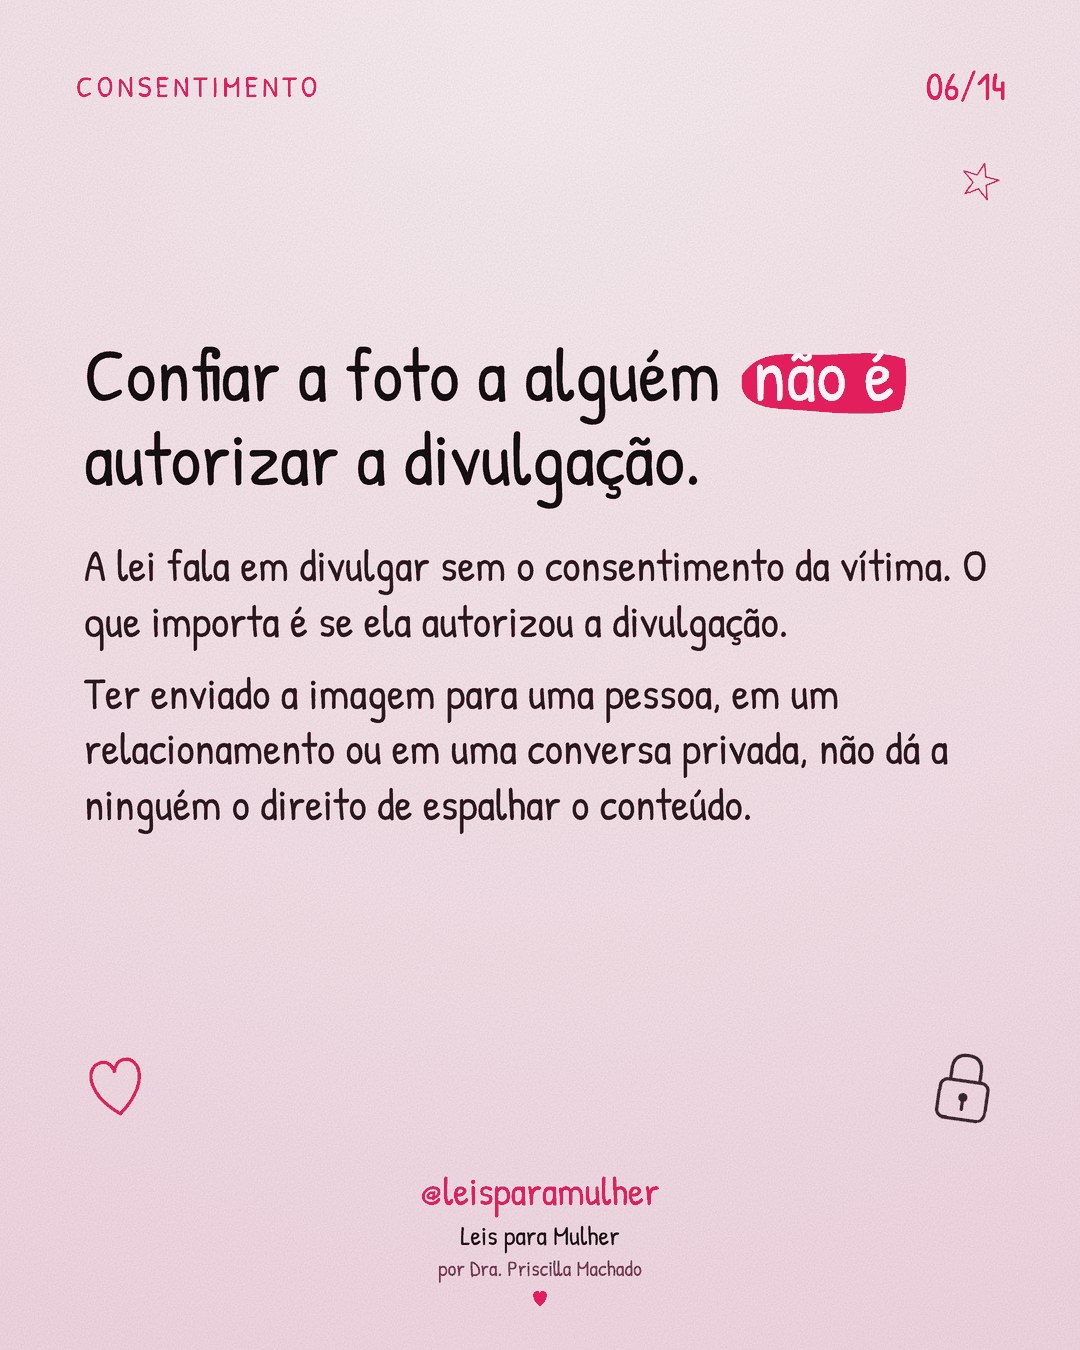 CONSENTIMENTO
06/14
Confiar a foto a alguém não é
autorizar a divulgação.
A lei fala em divulgar sem o consentimento da vítima. O
que importa é se ela autorizou a divulgação.
Ter enviado a imagem para uma pessoa, em um
relacionamento ou em uma conversa privada, não dá a
ninguém o direito de espalhar o conteúdo.
@leisparamulher
Leis para Mulher
por Dra. Priscilla Machado